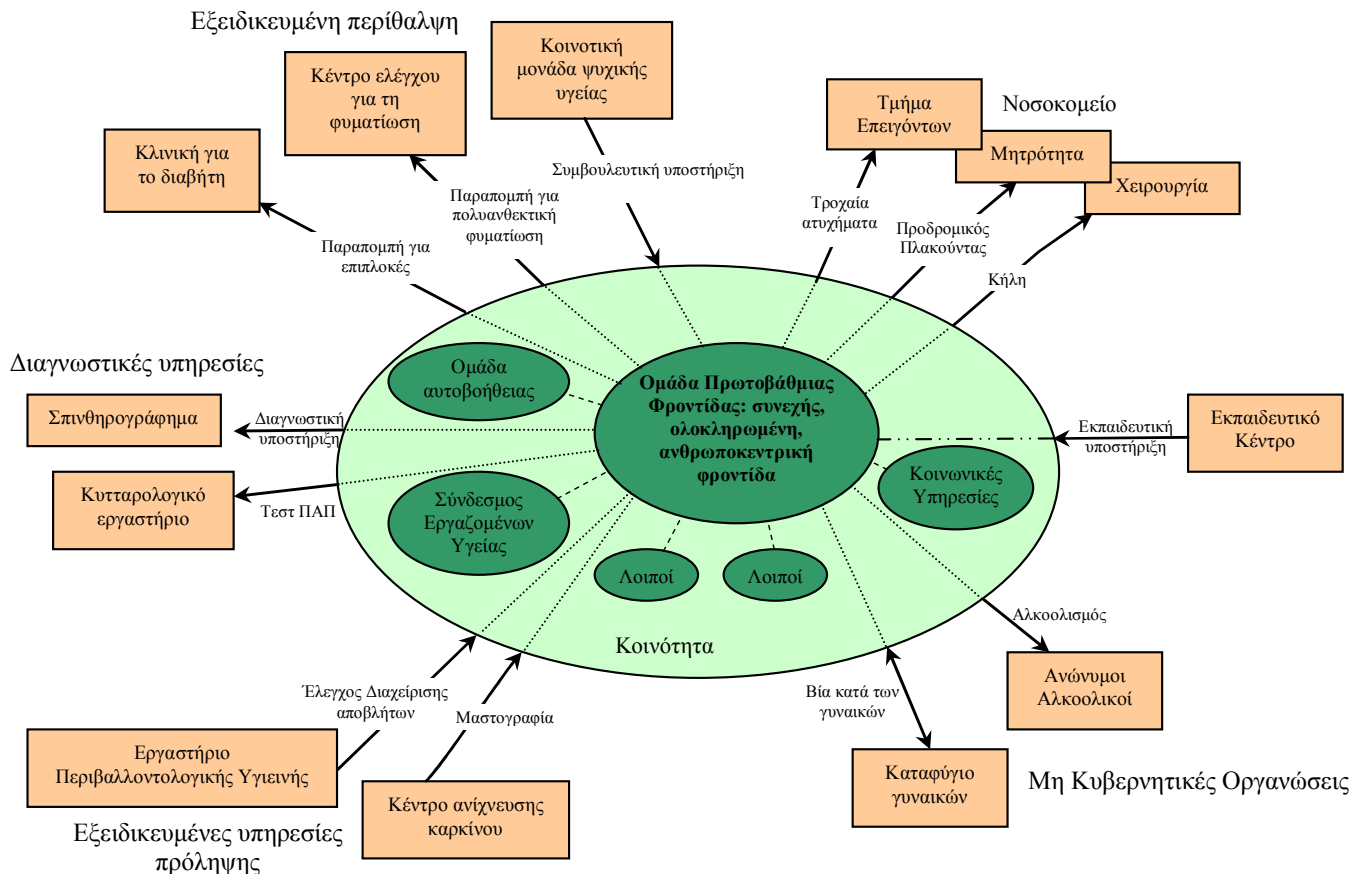 Εξειδικευμένη περίθαλψη
Κοινοτική
μονάδα ψυχικής
υγείας
Κέντρο ελέγχου
για τη
φυματίωση
Κλινική για
το διαβήτη
Τμήμα
Επειγόντων
Νοσοκομείο
Μητρότητα
Χειρουργία
Συμβουλευτική υποστήριξη
Παραπομπή για
πολυανθεκτική
φυματίωση
Παραπομπή για
επιπλοκές
Τροχαία
ατυχήματα
Προδρομικός
Πλακούντας
Κήλη
Διαγνωστικές υπηρεσίες
Σπινθηρογράφημα
Διαγνωστική
υποστήριξη
Κυτταρολογικό
εργαστήριο
Τεστ ΠΑΠ
Ομάδα
αυτοβοήθειας
Ομάδα Πρωτοβάθμιας
Φροντίδας: συνεχής,
ολοκληρωμένη,
ανθρωποκεντρική
φροντίδα
Σύνδεσμος
Εργαζομένων
Υγείας
Κοινωνικές
Υπηρεσίες
Λοιποί
Λοιποί
Κοινότητα
Εκπαιδευτική
υποστήριξη
Εκπαιδευτικό
Κέντρο
Αλκοολισμός
Ανώνυμοι
Αλκοολικοί
Βία κατά των
γυναικών
Καταφύγιο
γυναικών
Μη Κυβερνητικές Οργανώσεις
Έλεγχος Διαχείρισης
αποβλήτων
Μαστογραφία
Εργαστήριο
Περιβαλλοντολογικής Υγιεινής
Κέντρο ανίχνευσης
καρκίνου
Εξειδικευμένες υπηρεσίες
πρόληψης